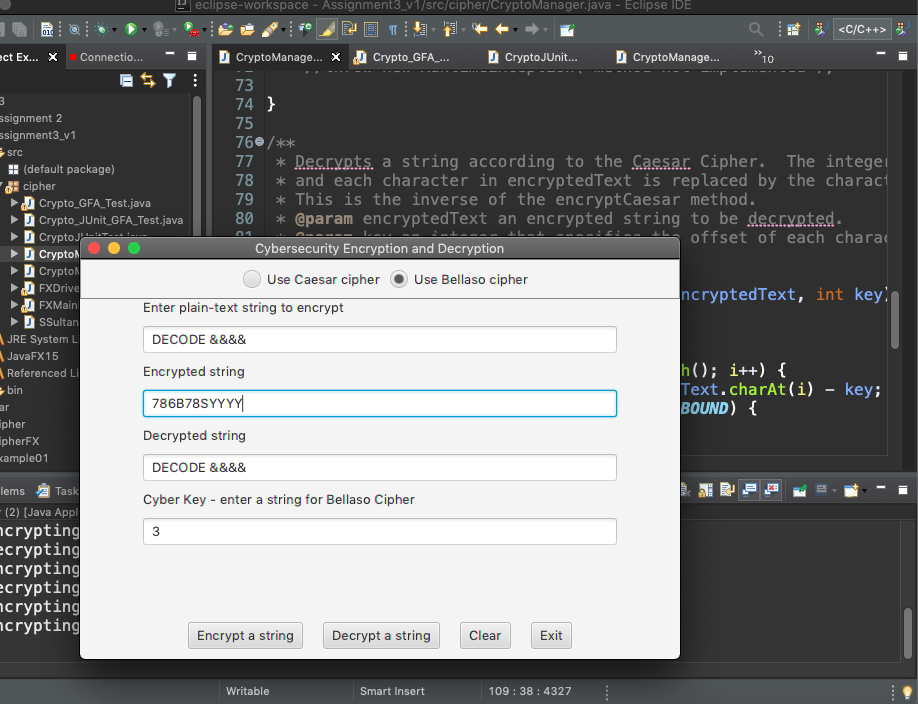 eclipse-workspace - Assignment3_v1/src/cipher/CryptoManager.java - Eclipse IDE
<C/C++>
ct Ex...
Connectio...
CryptoManage...
Crypto_GFA_...
CryptoJUnit...
CryptoManage...
»10
3
ssignment 2
ssignment3_v1
src
(default package)
cipher
Crypto_GFA_Test.java
Crypto_JUnit_GFA_Test.java
CryptoM
CryptoM
FXDrive
FXMain
SSultan
JRE System L
JavaFX15
Referenced Li
bin
ar
ipher
ipherFX
xample01
73
74 }
75
76 /**
77 * Decrypts a string according to the Caesar Cipher. The integer
78 * and each character in encryptedText is replaced by the charact
79 * This is the inverse of the encryptCaesar method.
80 * @param encryptedText an encrypted string to be decrypted.
81 * @param key an integer that specifies the offset of each charac
ncryptedText, int key)
h(); i++) {
Text.charAt(i) - key;
BOUND) {
Cybersecurity Encryption and Decryption
Use Caesar cipher
Use Bellaso cipher
Enter plain-text string to encrypt
DECODE &&&&
Encrypted string
786B78SYYYY
Decrypted string
DECODE &&&&
Cyber Key - enter a string for Bellaso Cipher
3
Encrypt a string
Decrypt a string
Clear
Exit
lems
Task
(2) [Java Appl
ncrypting
ecrypting
ncrypting
ecrypting
ncrypting
ecrypting
Writable
Smart Insert
109 : 38 : 4327